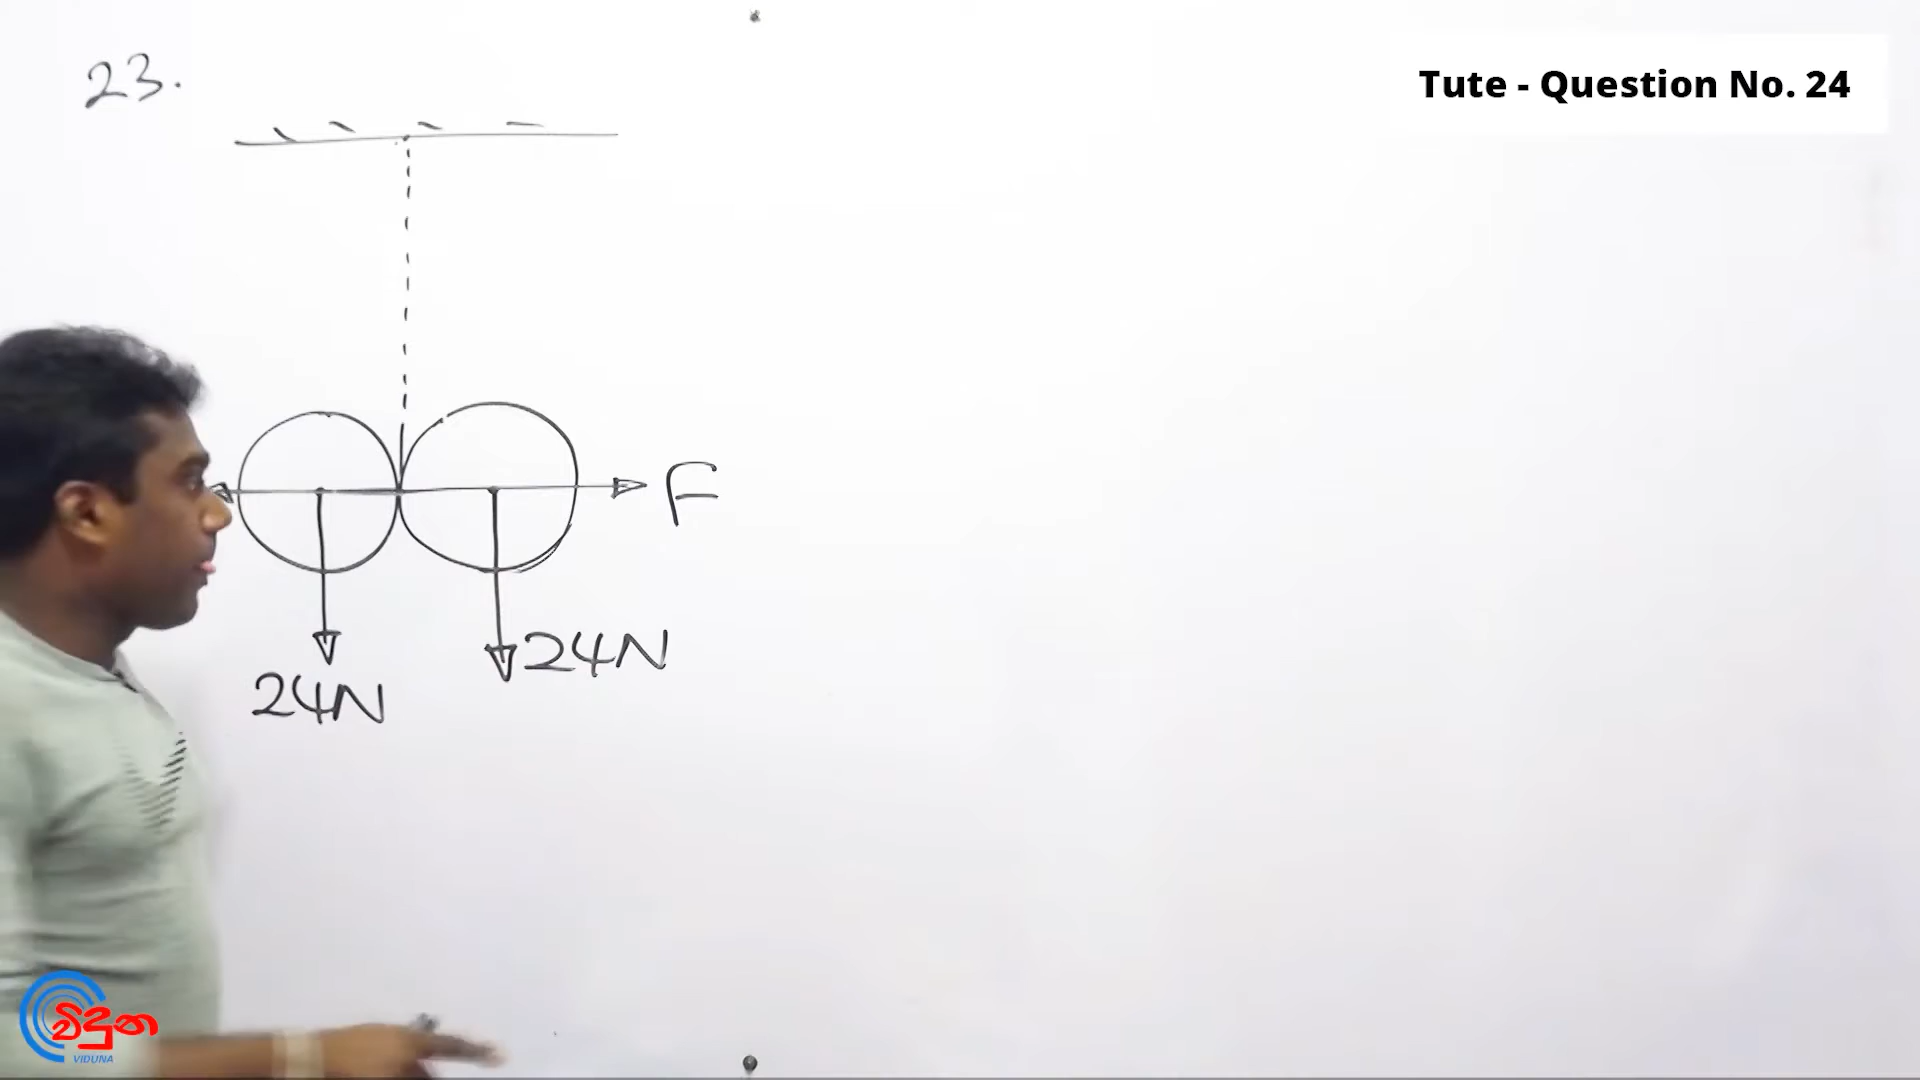 23.
Tute - Question No. 24
F
24N
24N
විදුන
VIDUNA